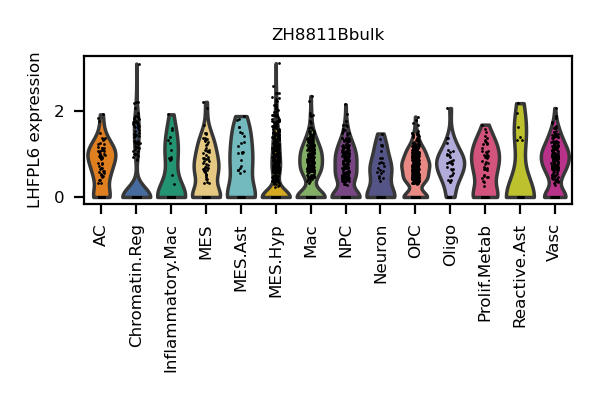 ZH8811Bbulk
LHFPL6 expression
2
0
AC
Chromatin.Reg
Inflammatory.Mac
MES
MES.Ast
MES.Hyp
Mac
NPC
Neuron
OPC
Oligo
Prolif.Metab
Reactive.Ast
Vasc